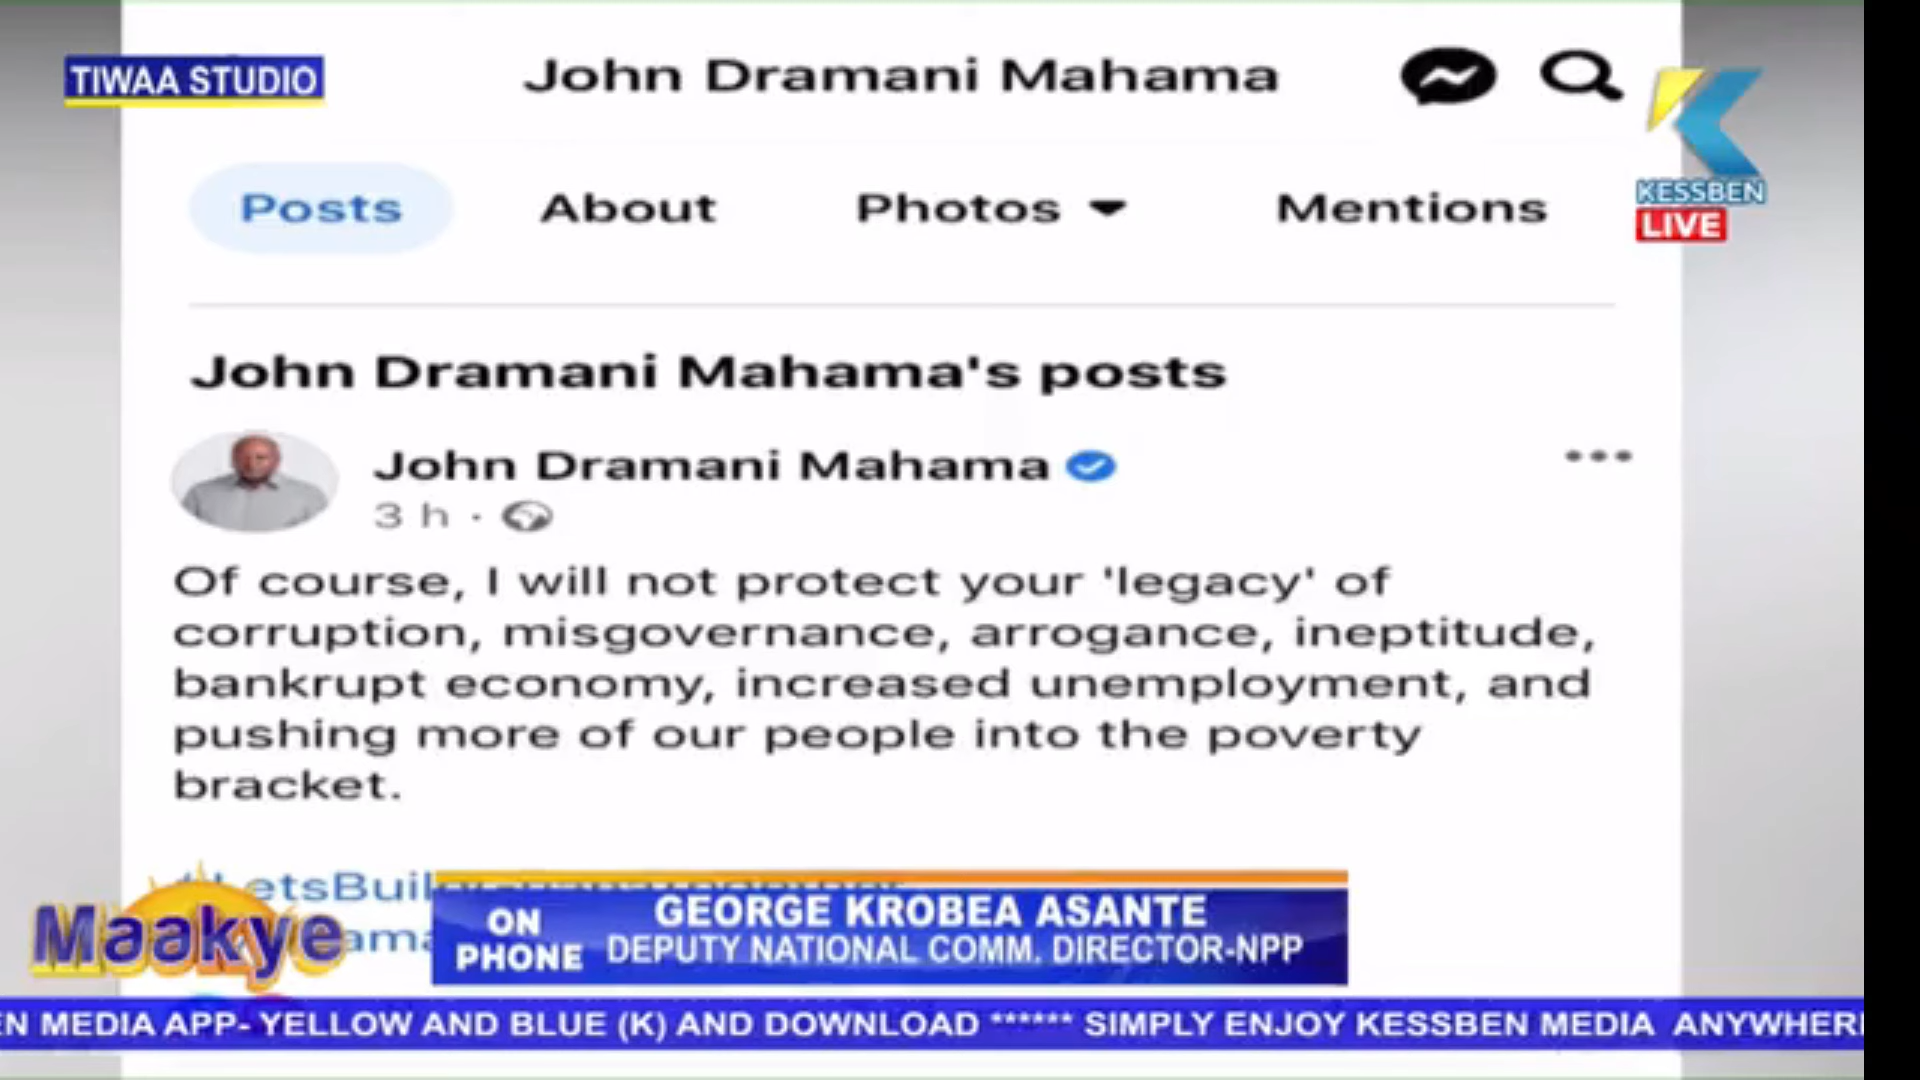 TIWAA STUDIO
John Dramani Mahama
KESSBEN
LIVE
Posts About Photos Mentions
John Dramani Mahama's posts
John Dramani Mahama
3 h ·
Of course, I will not protect your 'legacy' of
corruption, misgovernance, arrogance, ineptitude,
bankrupt economy, increased unemployment, and
pushing more of our people into the poverty
bracket.
Maakye
ON PHONE
GEORGE KROBEA ASANTE
DEPUTY NATIONAL COMM. DIRECTOR-NPP
EN MEDIA APP- YELLOW AND BLUE (K) AND DOWNLOAD ****** SIMPLY ENJOY KESSBEN MEDIA ANYWHER